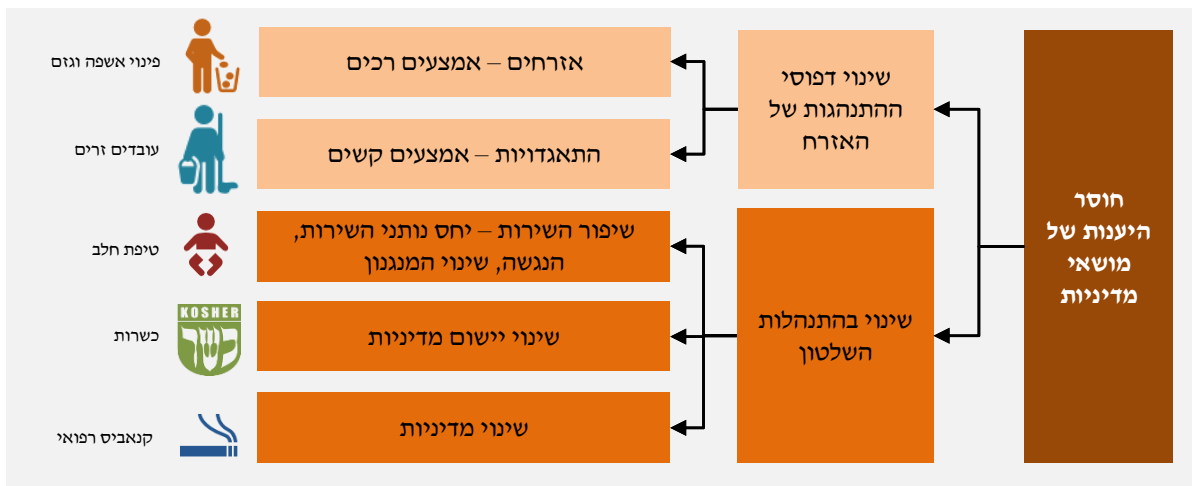 חוסר
היענות של
מושאי
מדיניות
שינוי דפוסי
ההתנהגות של
האזרח
אזרחים – אמצעים רכים
פינוי אשפה וגזם
התאגדויות – אמצעים קשים
עובדים זרים
שינוי בהתנהלות
השלטון
שיפור השירות – יחס נותני השירות,
הנגשה, שינוי המנגנון
טיפת חלב
שינוי יישום מדיניות
KOSHER
כשר
כשרות
שינוי מדיניות
קנאביס רפואי